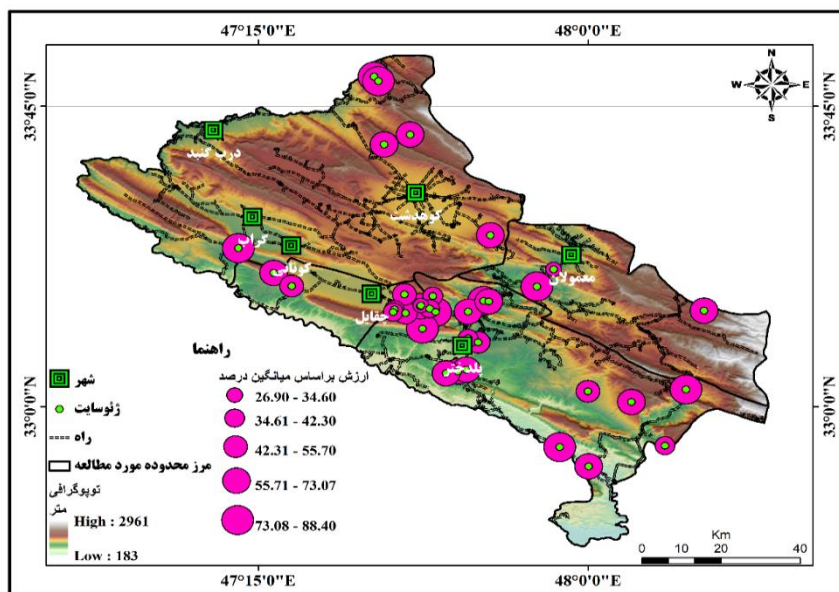 47°15'0"E 48°0'0"E
33°45'0"N 33°45'0"N
N
W E
S
درب گنبد
کوهدشت
گراب
کونانی
معمولان
چغابل
پلدختر
33°0'0"N 33°0'0"N
راهنما
ارزش براساس میانگین درصد
26.90 - 34.60
34.61 - 42.30
42.31 - 55.70
55.71 - 73.07
73.08 - 88.40
شهر
ژئوسایت
راه
مرز محدوده مورد مطالعه
توپوگرافی
متر
High : 2961
Low : 183
Km
0 10 20 40
47°15'0"E 48°0'0"E